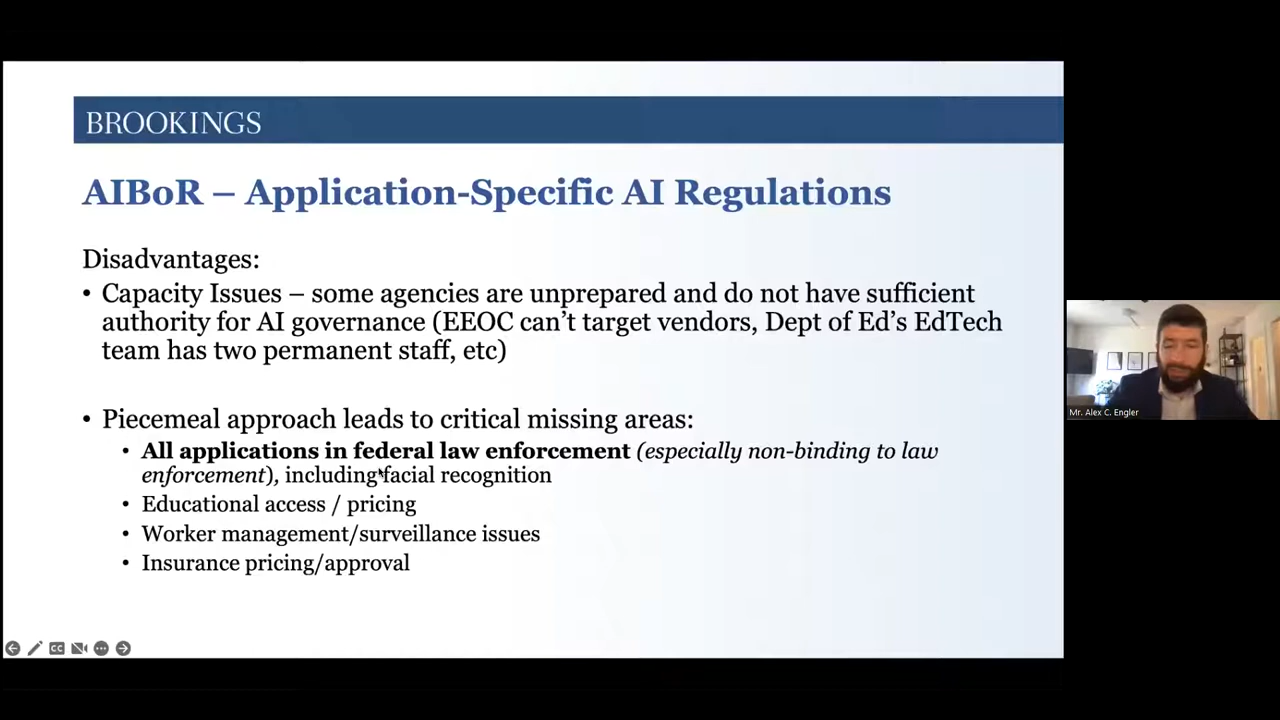 BROOKINGS
AIBoR – Application-Specific AI Regulations
Disadvantages:
• Capacity Issues – some agencies are unprepared and do not have sufficient
authority for AI governance (EEOC can’t target vendors, Dept of Ed’s EdTech
team has two permanent staff, etc)
• Piecemeal approach leads to critical missing areas:
• All applications in federal law enforcement (especially non-binding to law
enforcement), including facial recognition
• Educational access / pricing
• Worker management/surveillance issues
• Insurance pricing/approval
CC
Mr. Alex C. Engler